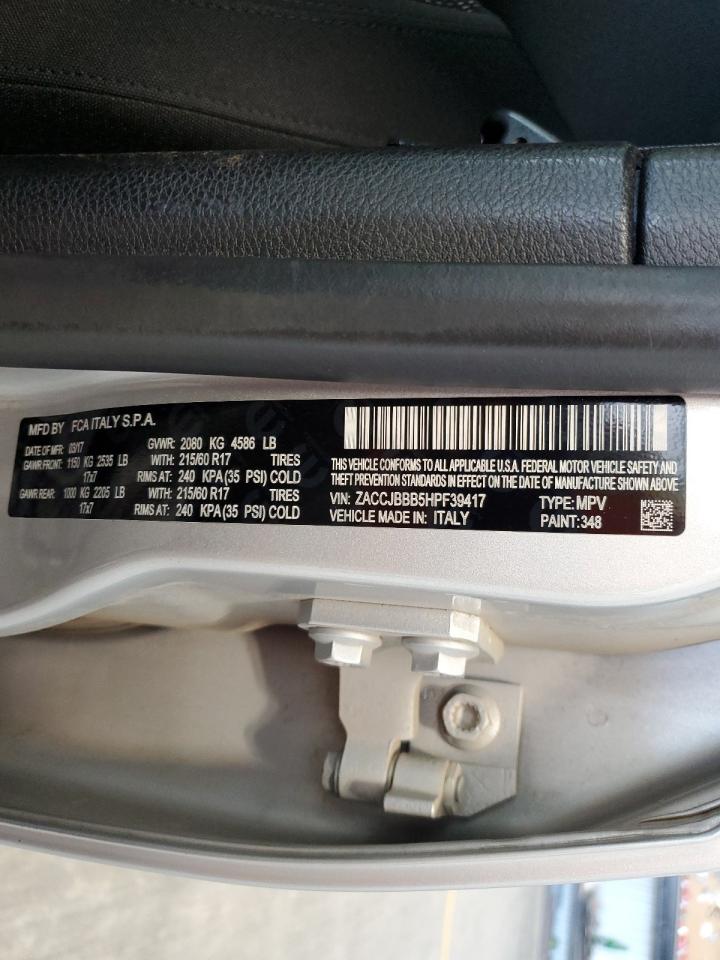 MFD BY FCA ITALY S.P.A.
DATE OF MFR: 03/17 GVWR: 2080 KG 4586 LB
GAWR FRONT: 1150 KG 2535 LB WITH: 215/60 R17 TIRES
17x7 RIMS AT: 240 KPA(35 PSI) COLD
GAWR REAR: 1000 KG 2205 LB WITH: 215/60 R17 TIRES
17x7 RIMS AT: 240 KPA(35 PSI) COLD
THIS VEHICLE CONFORMS TO ALL APPLICABLE U.S.A. FEDERAL MOTOR VEHICLE SAFETY AND
THEFT PREVENTION STANDARDS IN EFFECT ON THE DATE OF MANUFACTURE SHOWN ABOVE
VIN: ZACCJBBB5HPF39417 TYPE: MPV
VEHICLE MADE IN: ITALY PAINT: 348